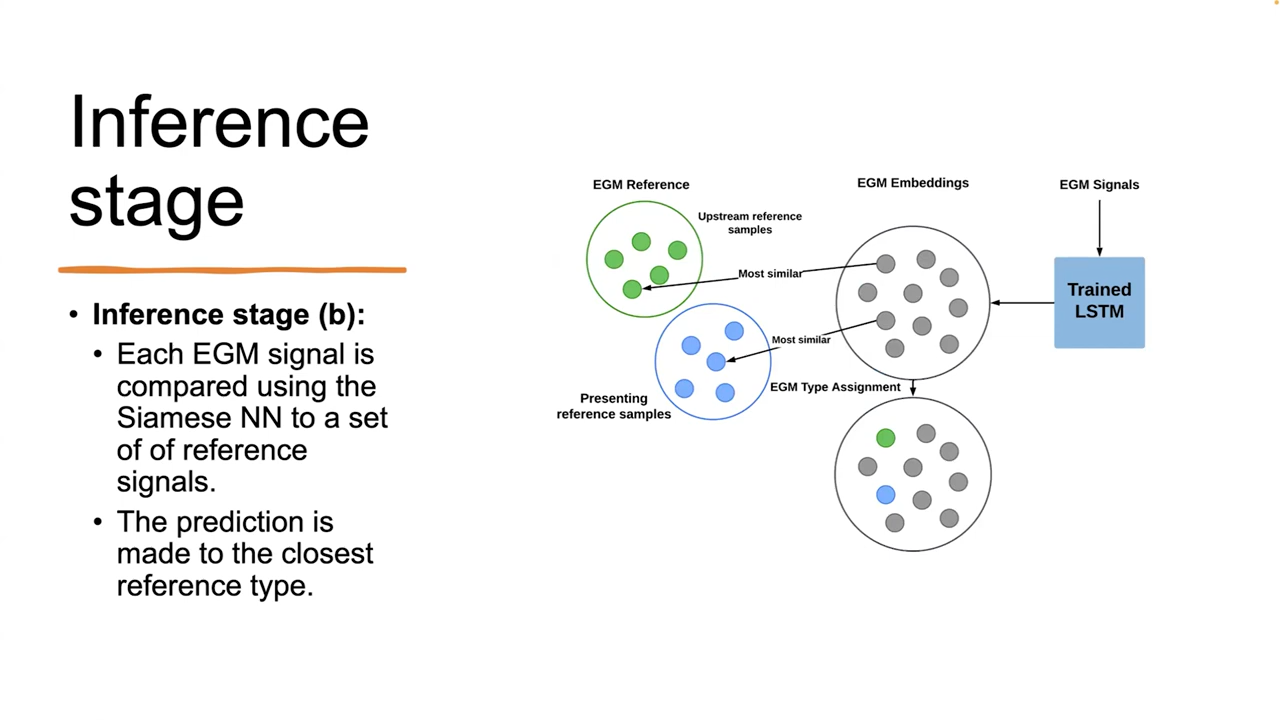 Inference
stage
• Inference stage (b):
• Each EGM signal is
compared using the
Siamese NN to a set
of of reference
signals.
• The prediction is
made to the closest
reference type.
EGM Reference
EGM Embeddings
EGM Signals
Upstream reference
samples
Most similar
Trained
LSTM
Most similar
EGM Type Assignment
Presenting
reference samples